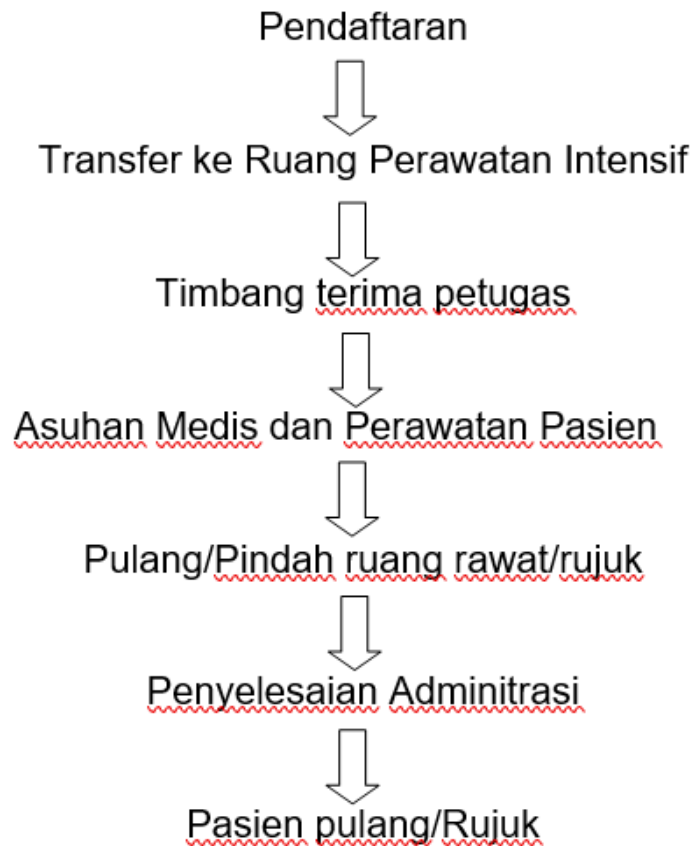 Pendaftaran
Transfer ke Ruang Perawatan Intensif
Timbang terima petugas
Asuhan Medis dan Perawatan Pasien
Pulang/Pindah ruang rawat/rujuk
Penyelesaian Adminitrasi
Pasien pulang/Rujuk